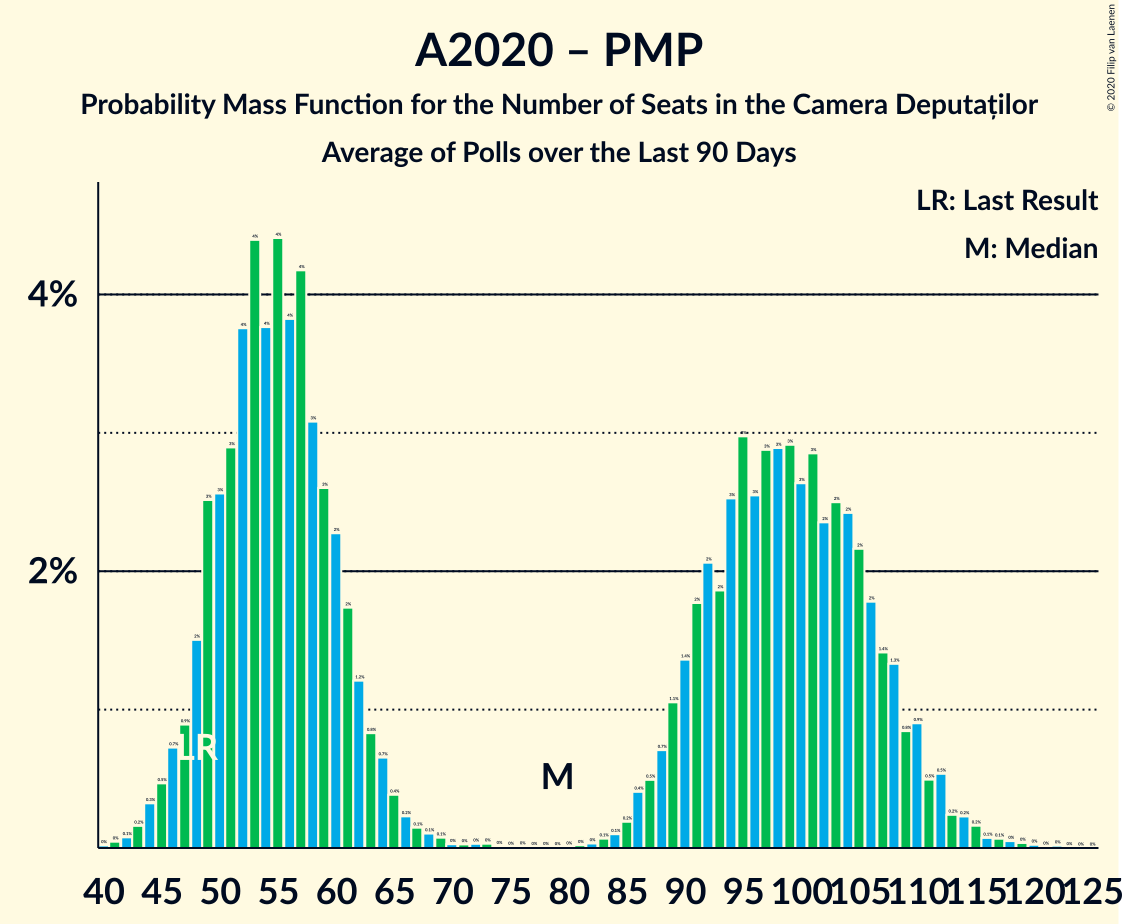 A2020 – PMP
Probability Mass Function for the Number of Seats in the Camera Deputaților
Average of Polls over the Last 90 Days
© 2020 Filip van Laenen
LR: Last Result
M: Median
4%
2%
LR
M
40 45 50 55 60 65 70 75 80 85 90 95 100 105 110 115 120 125